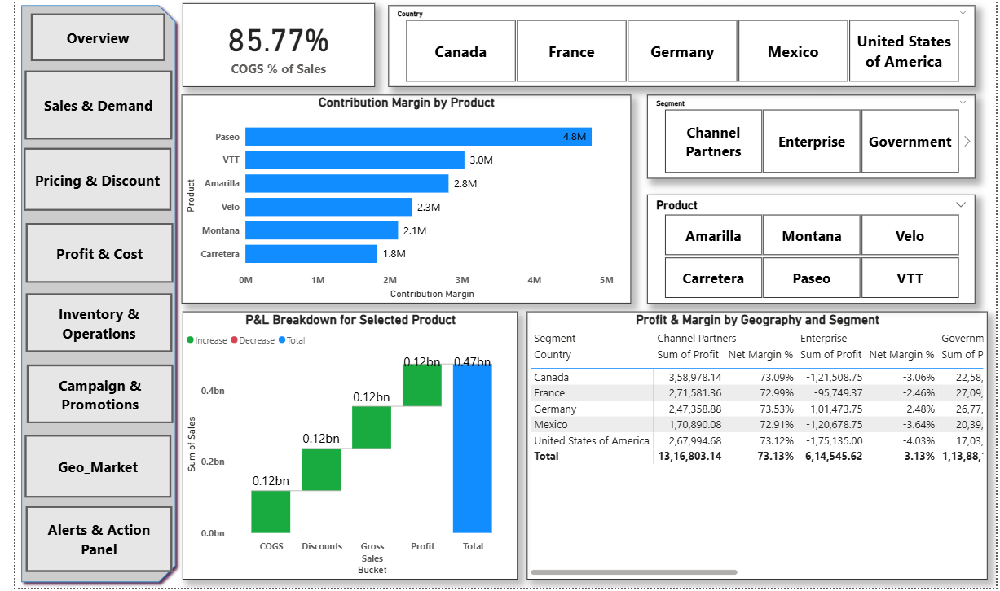 Overview
Sales & Demand
Pricing & Discount
Profit & Cost
Inventory &
Operations
Campaign &
Promotions
Geo_Market
Alerts & Action
Panel
85.77%
COGS % of Sales
Country
Canada
France
Germany
Mexico
United States
of America
Contribution Margin by Product
Product
Paseo 4.8M
VTT 3.0M
Amarilla 2.8M
Velo 2.3M
Montana 2.1M
Carretera 1.8M
0M 1M 2M 3M 4M 5M
Contribution Margin
Segment
Channel
Partners
Enterprise
Government
Product
Amarilla Montana Velo
Carretera Paseo VTT
P&L Breakdown for Selected Product
Increase Decrease Total
Sum of Sales
0.4bn
0.2bn
0.0bn
0.12bn
0.12bn
0.12bn
0.12bn
0.47bn
COGS Discounts Gross Profit Total
Sales
Bucket
Profit & Margin by Geography and Segment
Segment Channel Partners Enterprise Governm
Country Sum of Profit Net Margin % Sum of Profit Net Margin % Sum of P
Canada 3,58,978.14 73.09% -1,21,508.75 -3.06% 22,58,
France 2,71,581.36 72.99% -95,749.37 -2.46% 27,09,
Germany 2,47,358.88 73.53% -1,01,473.75 -2.48% 26,77,
Mexico 1,70,890.08 72.91% -1,20,678.75 -3.64% 20,39,
United States of America 2,67,994.68 73.12% -1,75,135.00 -4.03% 17,03,
Total 13,16,803.14 73.13% -6,14,545.62 -3.13% 1,13,88,